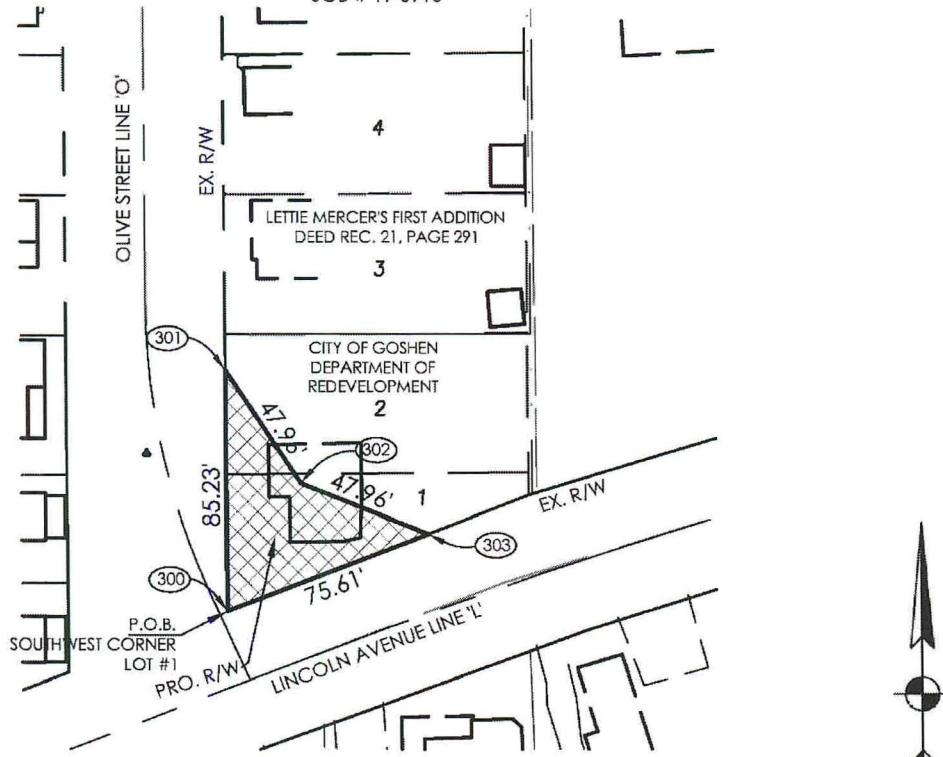 OLIVE STREET LINE 'O'
EX. R/W
4
LETTIE MERCER'S FIRST ADDITION
DEED REC. 21, PAGE 291
3
301
CITY OF GOSHEN
DEPARTMENT OF
REDEVELOPMENT
2
47.96'
302
85.23'
47.96'
1
EX. R/W
303
300
75.61'
P.O.B.
SOUTHWEST CORNER
LOT #1
PRO. R/W
LINCOLN AVENUE LINE 'L'